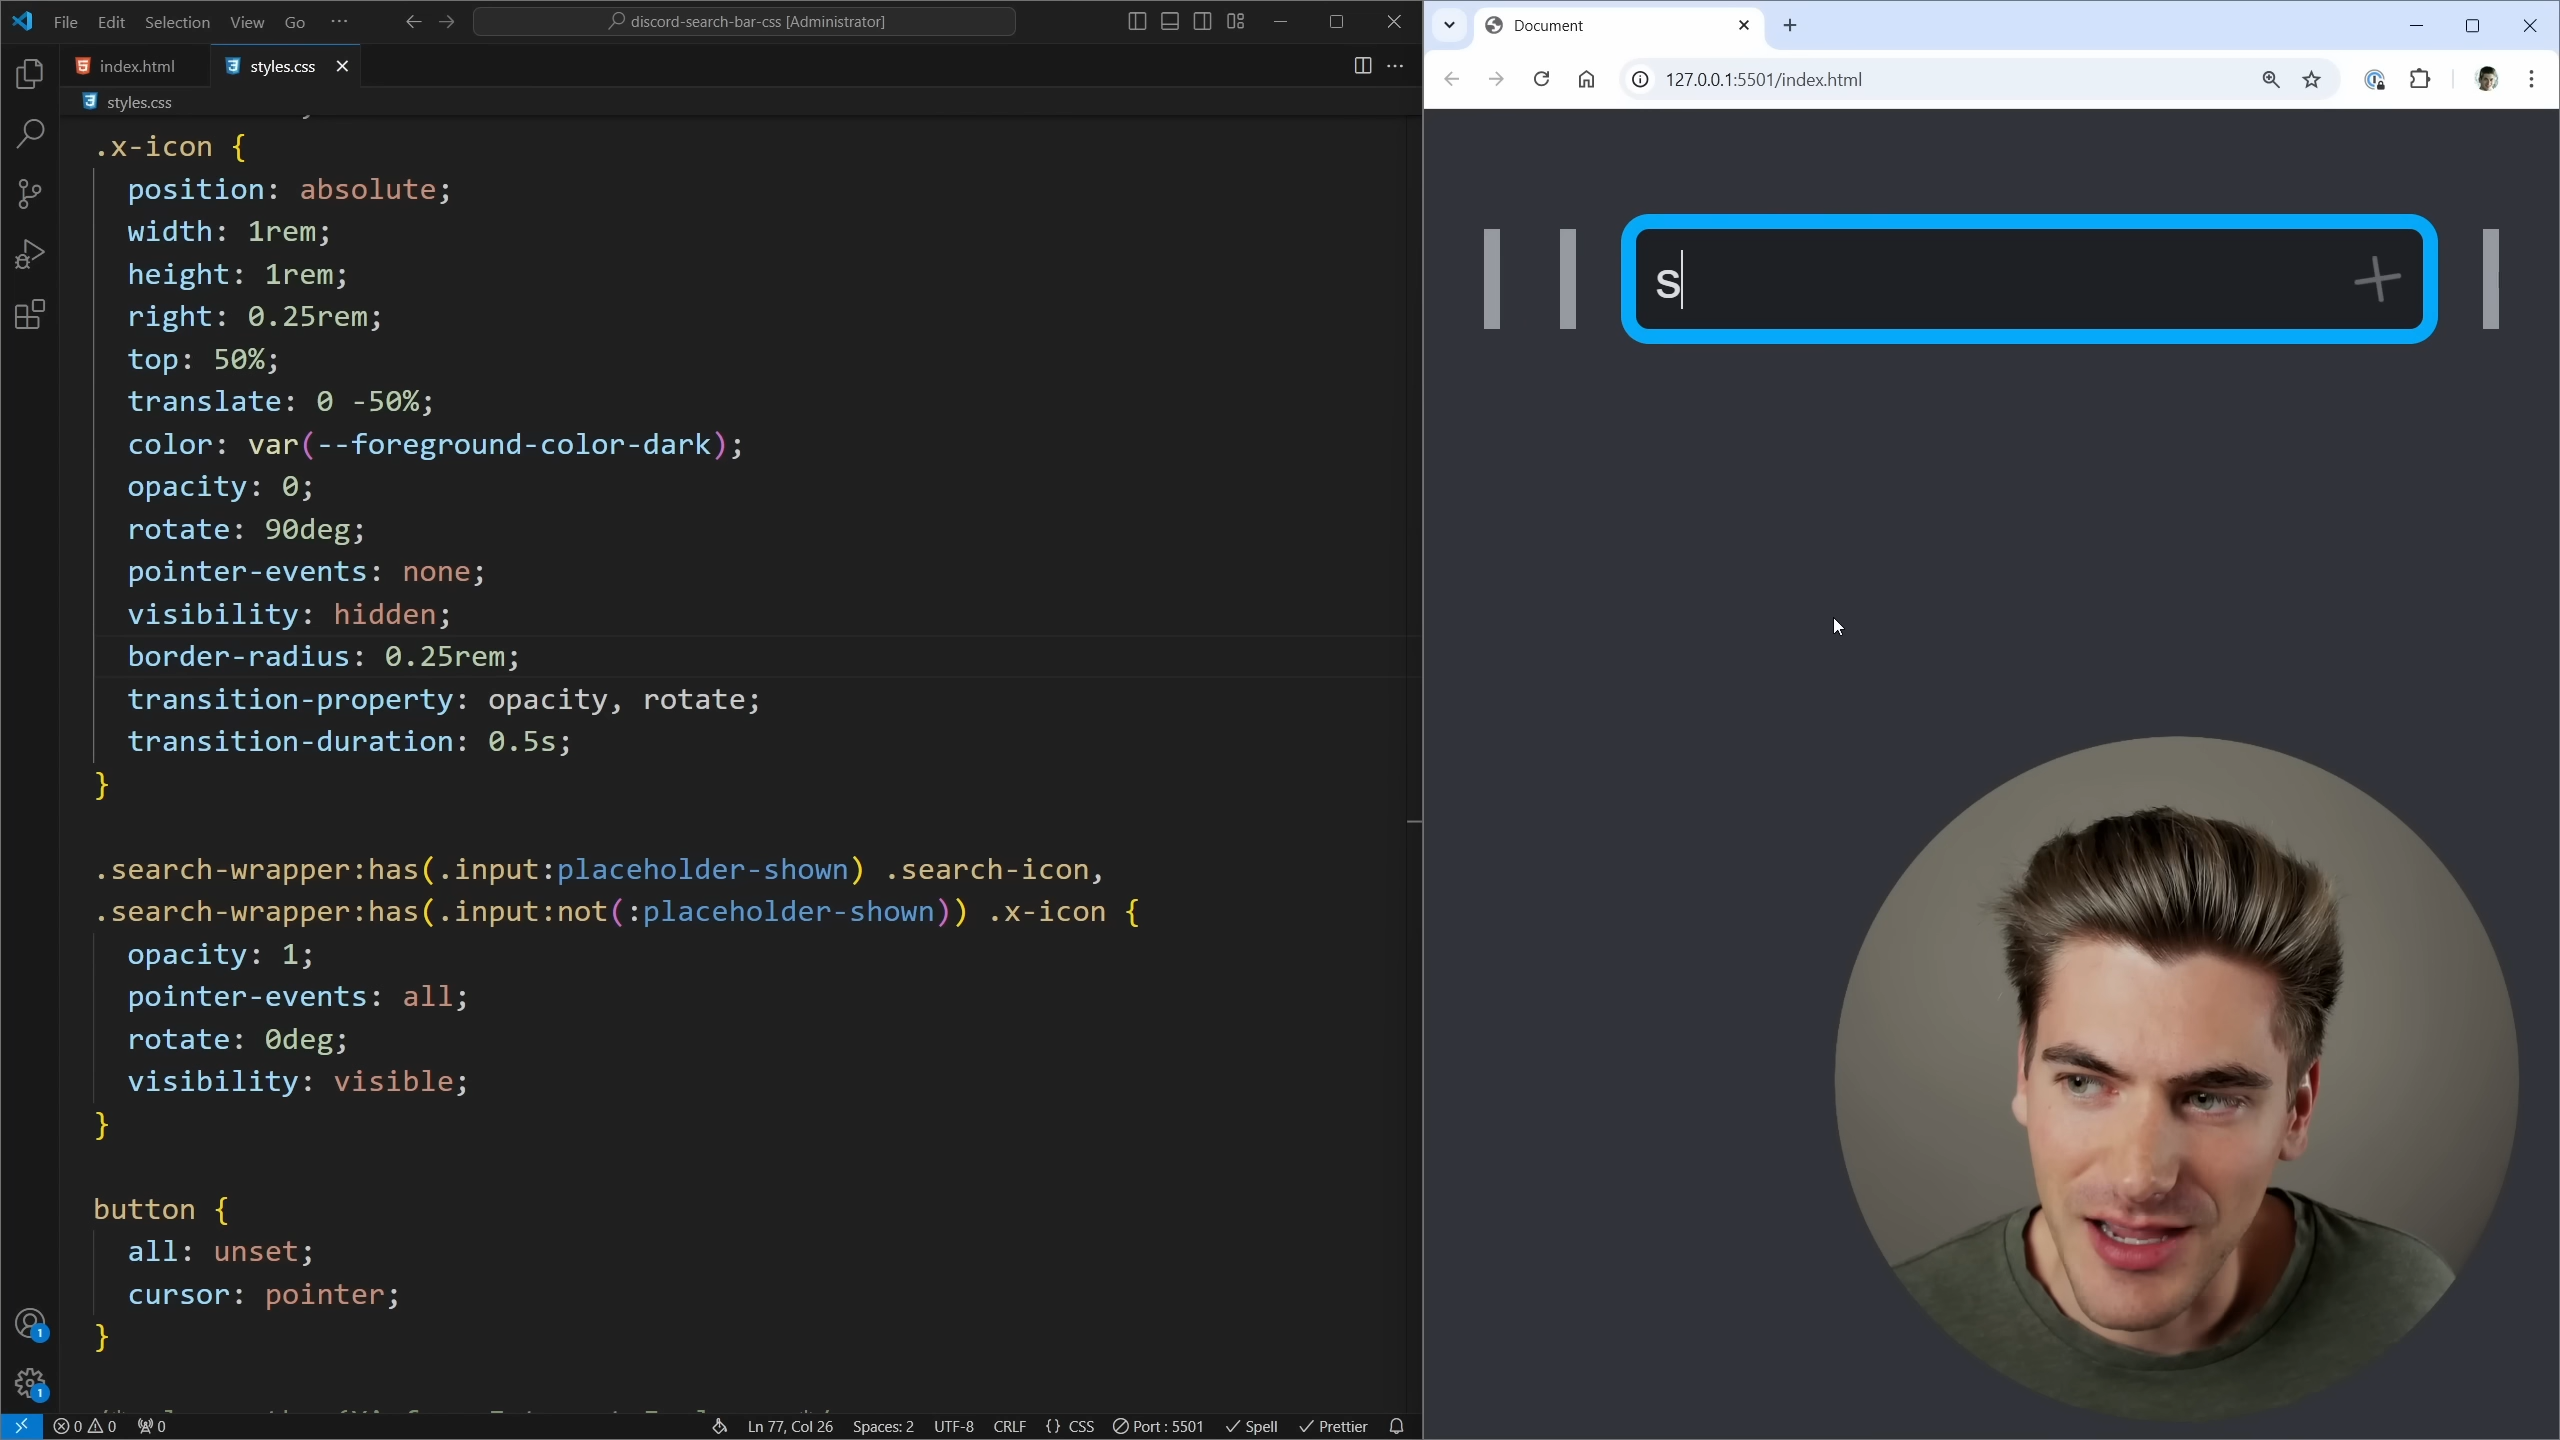 File Edit Selection View Go ··· discord-search-bar-css [Administrator]
index.html styles.css
styles.css
.x-icon {
position: absolute;
width: 1rem;
height: 1rem;
right: 0.25rem;
top: 50%;
translate: 0 -50%;
color: var(--foreground-color-dark);
opacity: 0;
rotate: 90deg;
pointer-events: none;
visibility: hidden;
border-radius: 0.25rem;
transition-property: opacity, rotate;
transition-duration: 0.5s;
}
.search-wrapper:has(.input:placeholder-shown) .search-icon,
.search-wrapper:has(.input:not(:placeholder-shown)) .x-icon {
opacity: 1;
pointer-events: all;
rotate: 0deg;
visibility: visible;
}
button {
all: unset;
cursor: pointer;
}
1
1
0 0 0 Ln 77, Col 26 Spaces: 2 UTF-8 CRLF {} CSS Port : 5501 Spell Prettier
Document
127.0.0.1:5501/index.html
s